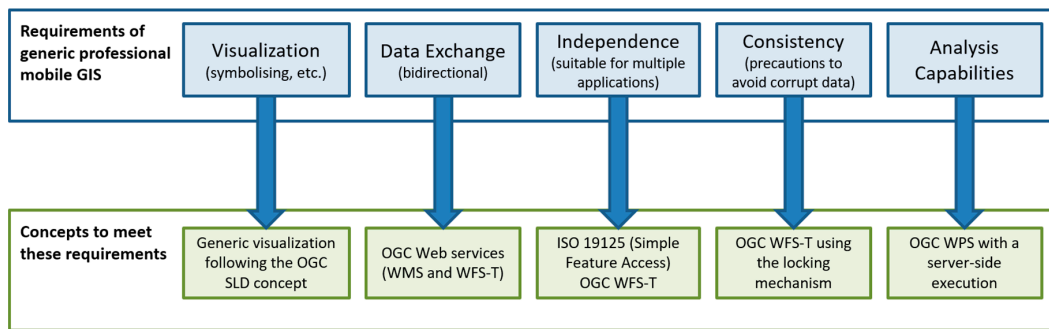 Requirements of
generic professional
mobile GIS
Visualization
(symbolising, etc.)
Data Exchange
(bidirectional)
Independence
(suitable for multiple
applications)
Consistency
(precautions to
avoid corrupt data)
Analysis
Capabilities
Concepts to meet
these requirements
Generic visualization
following the OGC
SLD concept
OGC Web services
(WMS and WFS-T)
ISO 19125 (Simple
Feature Access)
OGC WFS-T
OGC WFS-T using
the locking
mechanism
OGC WPS with a
server-side
execution